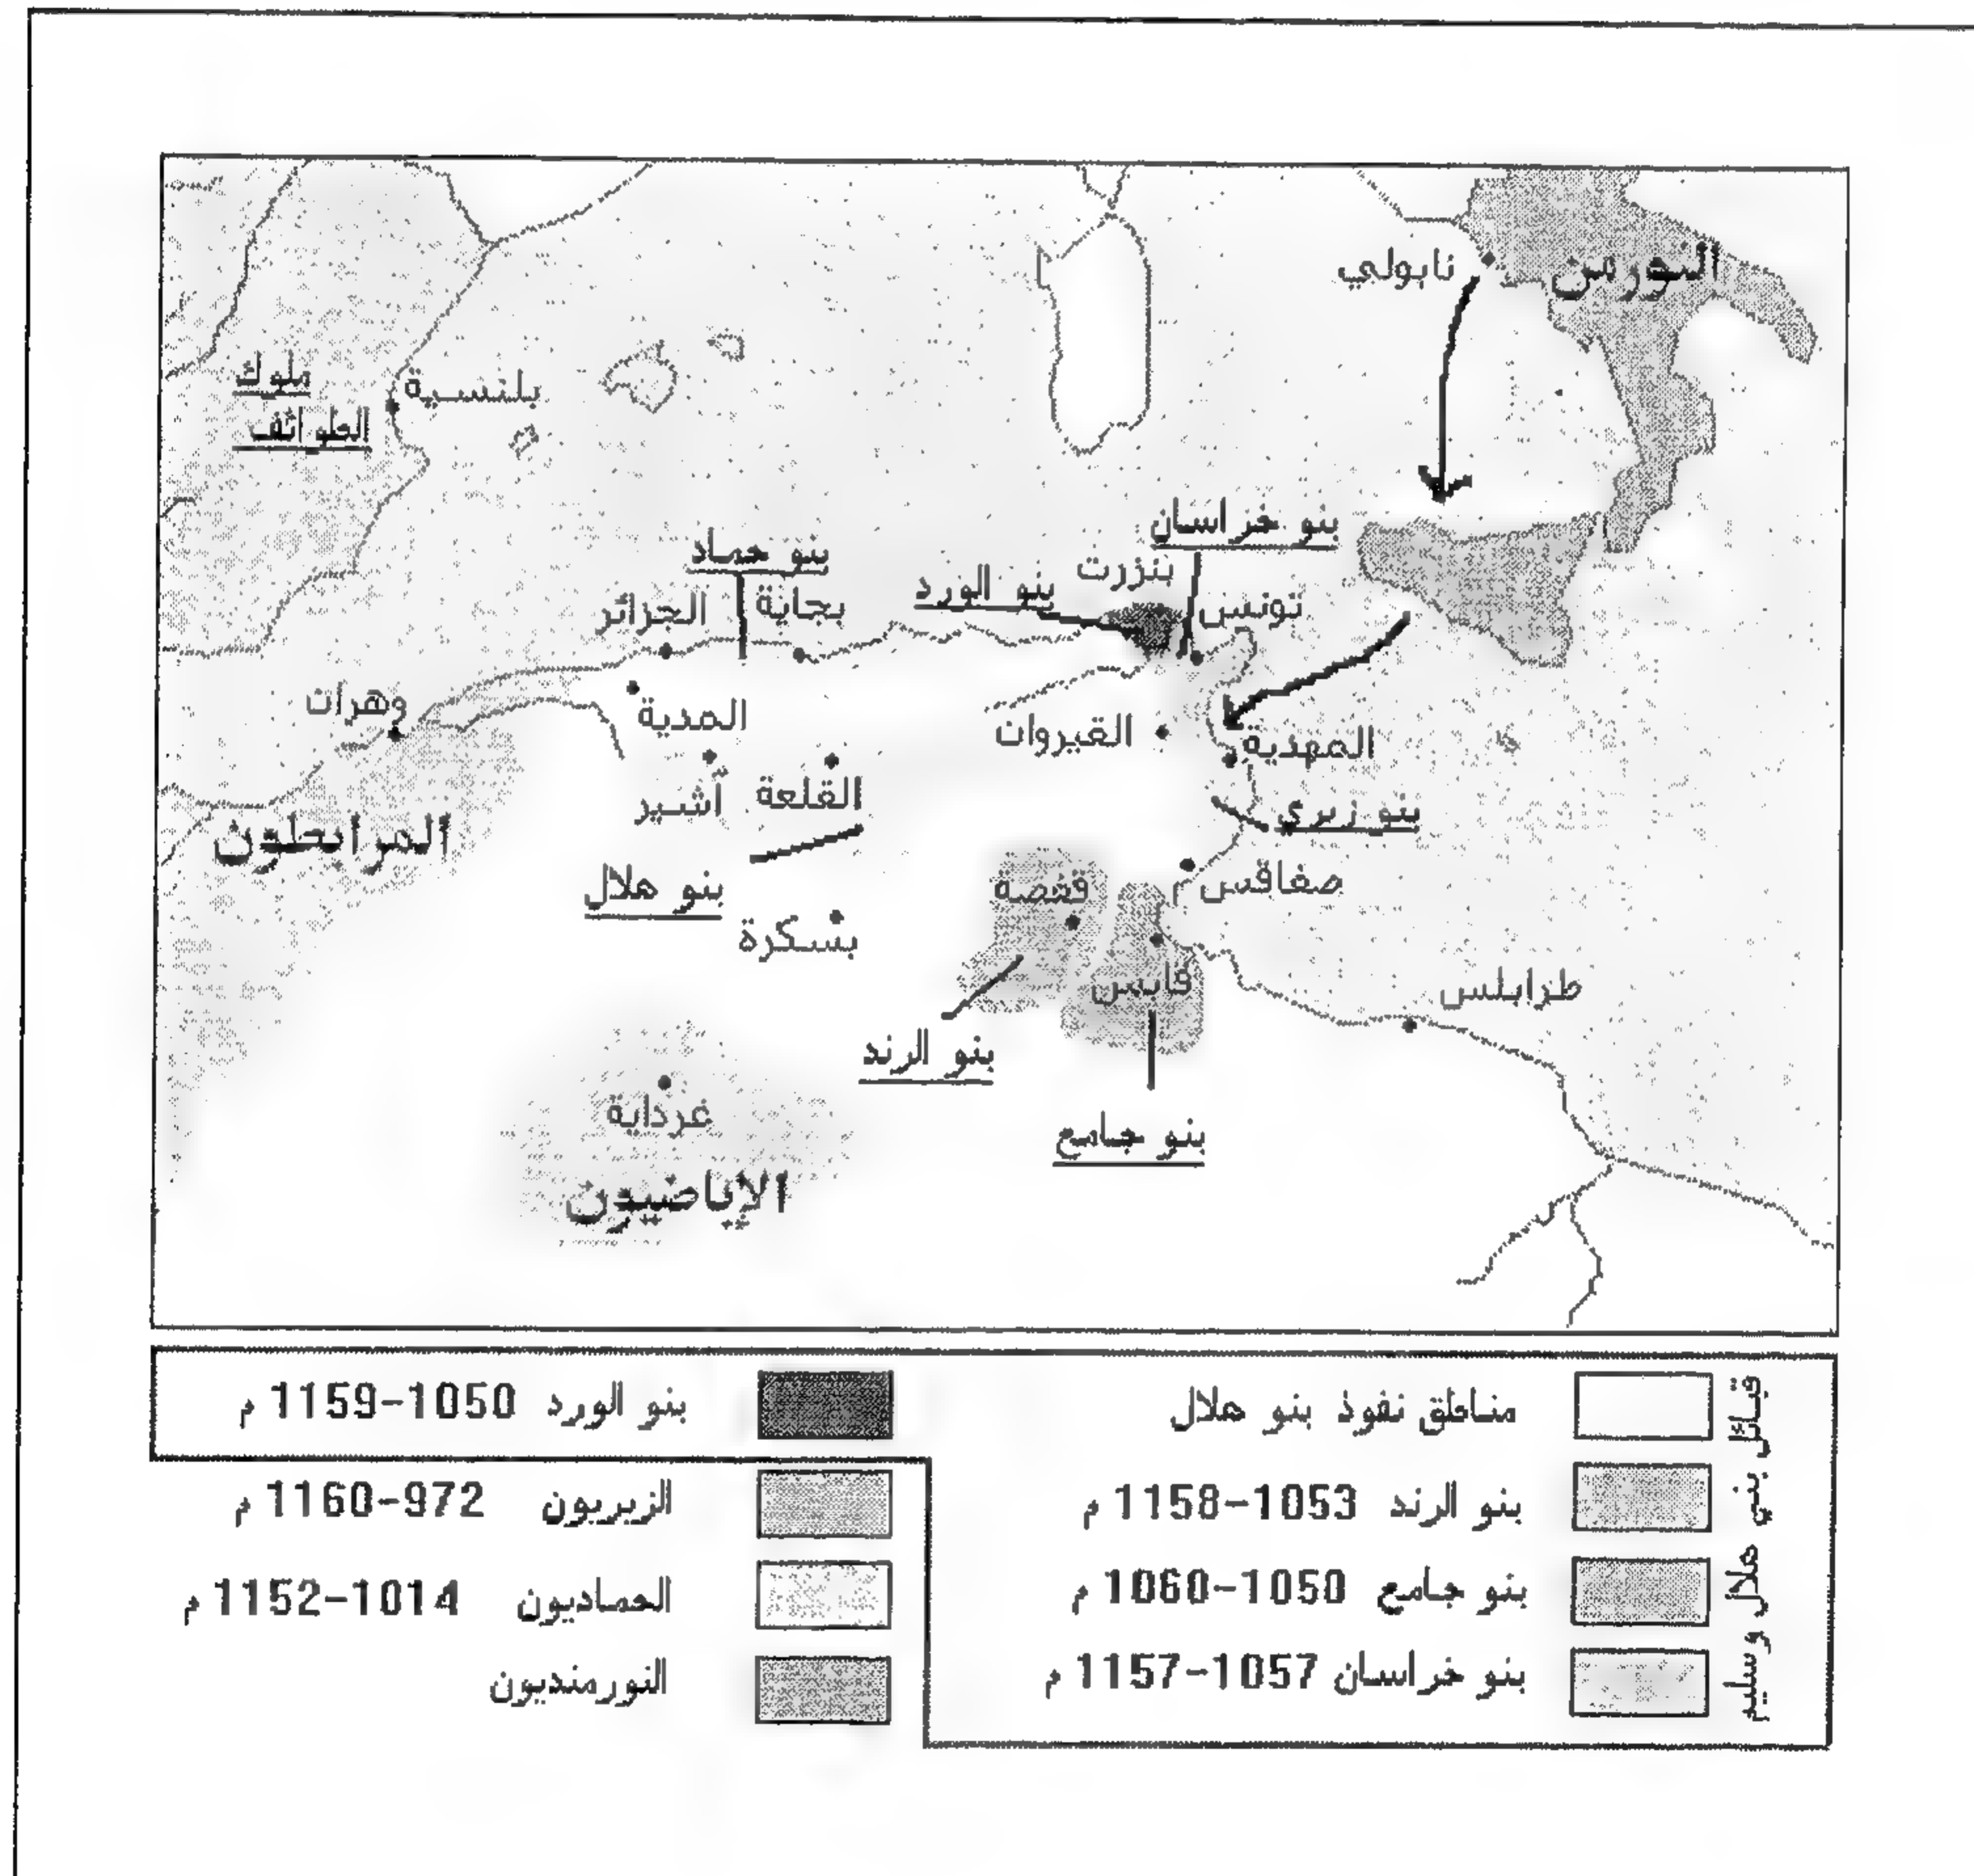 نابولي
النورمن
ملوك
الطوائف
بلنسية
بنو خراسان
بنو حماد
بنزرت
بنو الورد
تونس
بجاية
الجزائر
وهران
المدية
القيروان
المهدية
أشير
القلعة
بنو زيري
المرابطون
بنو هلال
قفصة
صفاقس
بسكرة
قابس
طرابلس
بنو الرند
غرداية
بنو جامع
الإباضيون
قبائل بني هلال وسليم
مناطق نفوذ بنو هلال
بنو الرند 1053-1158 م
بنو جامع 1050-1060 م
بنو خراسان 1057-1157 م
بنو الورد 1050-1159 م
الزيريون 972-1160 م
الحماديون 1014-1152 م
النورمنديون